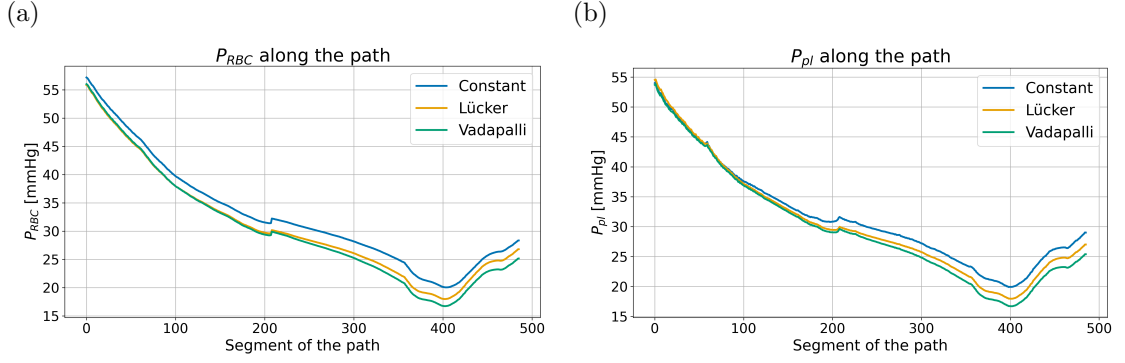 (a)
P_RBC along the path
P_RBC [mmHg]
55
50
45
40
35
30
25
20
15
0
100
200
300
400
500
Segment of the path
Constant
Lücker
Vadapalli
(b)
P_pl along the path
P_pl [mmHg]
55
50
45
40
35
30
25
20
15
0
100
200
300
400
500
Segment of the path
Constant
Lücker
Vadapalli